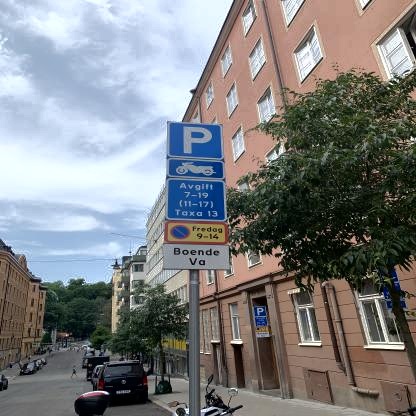 P
Avgift
7-19
(11-17)
Taxa 13
Fredag
9-14
Boende
Va
P